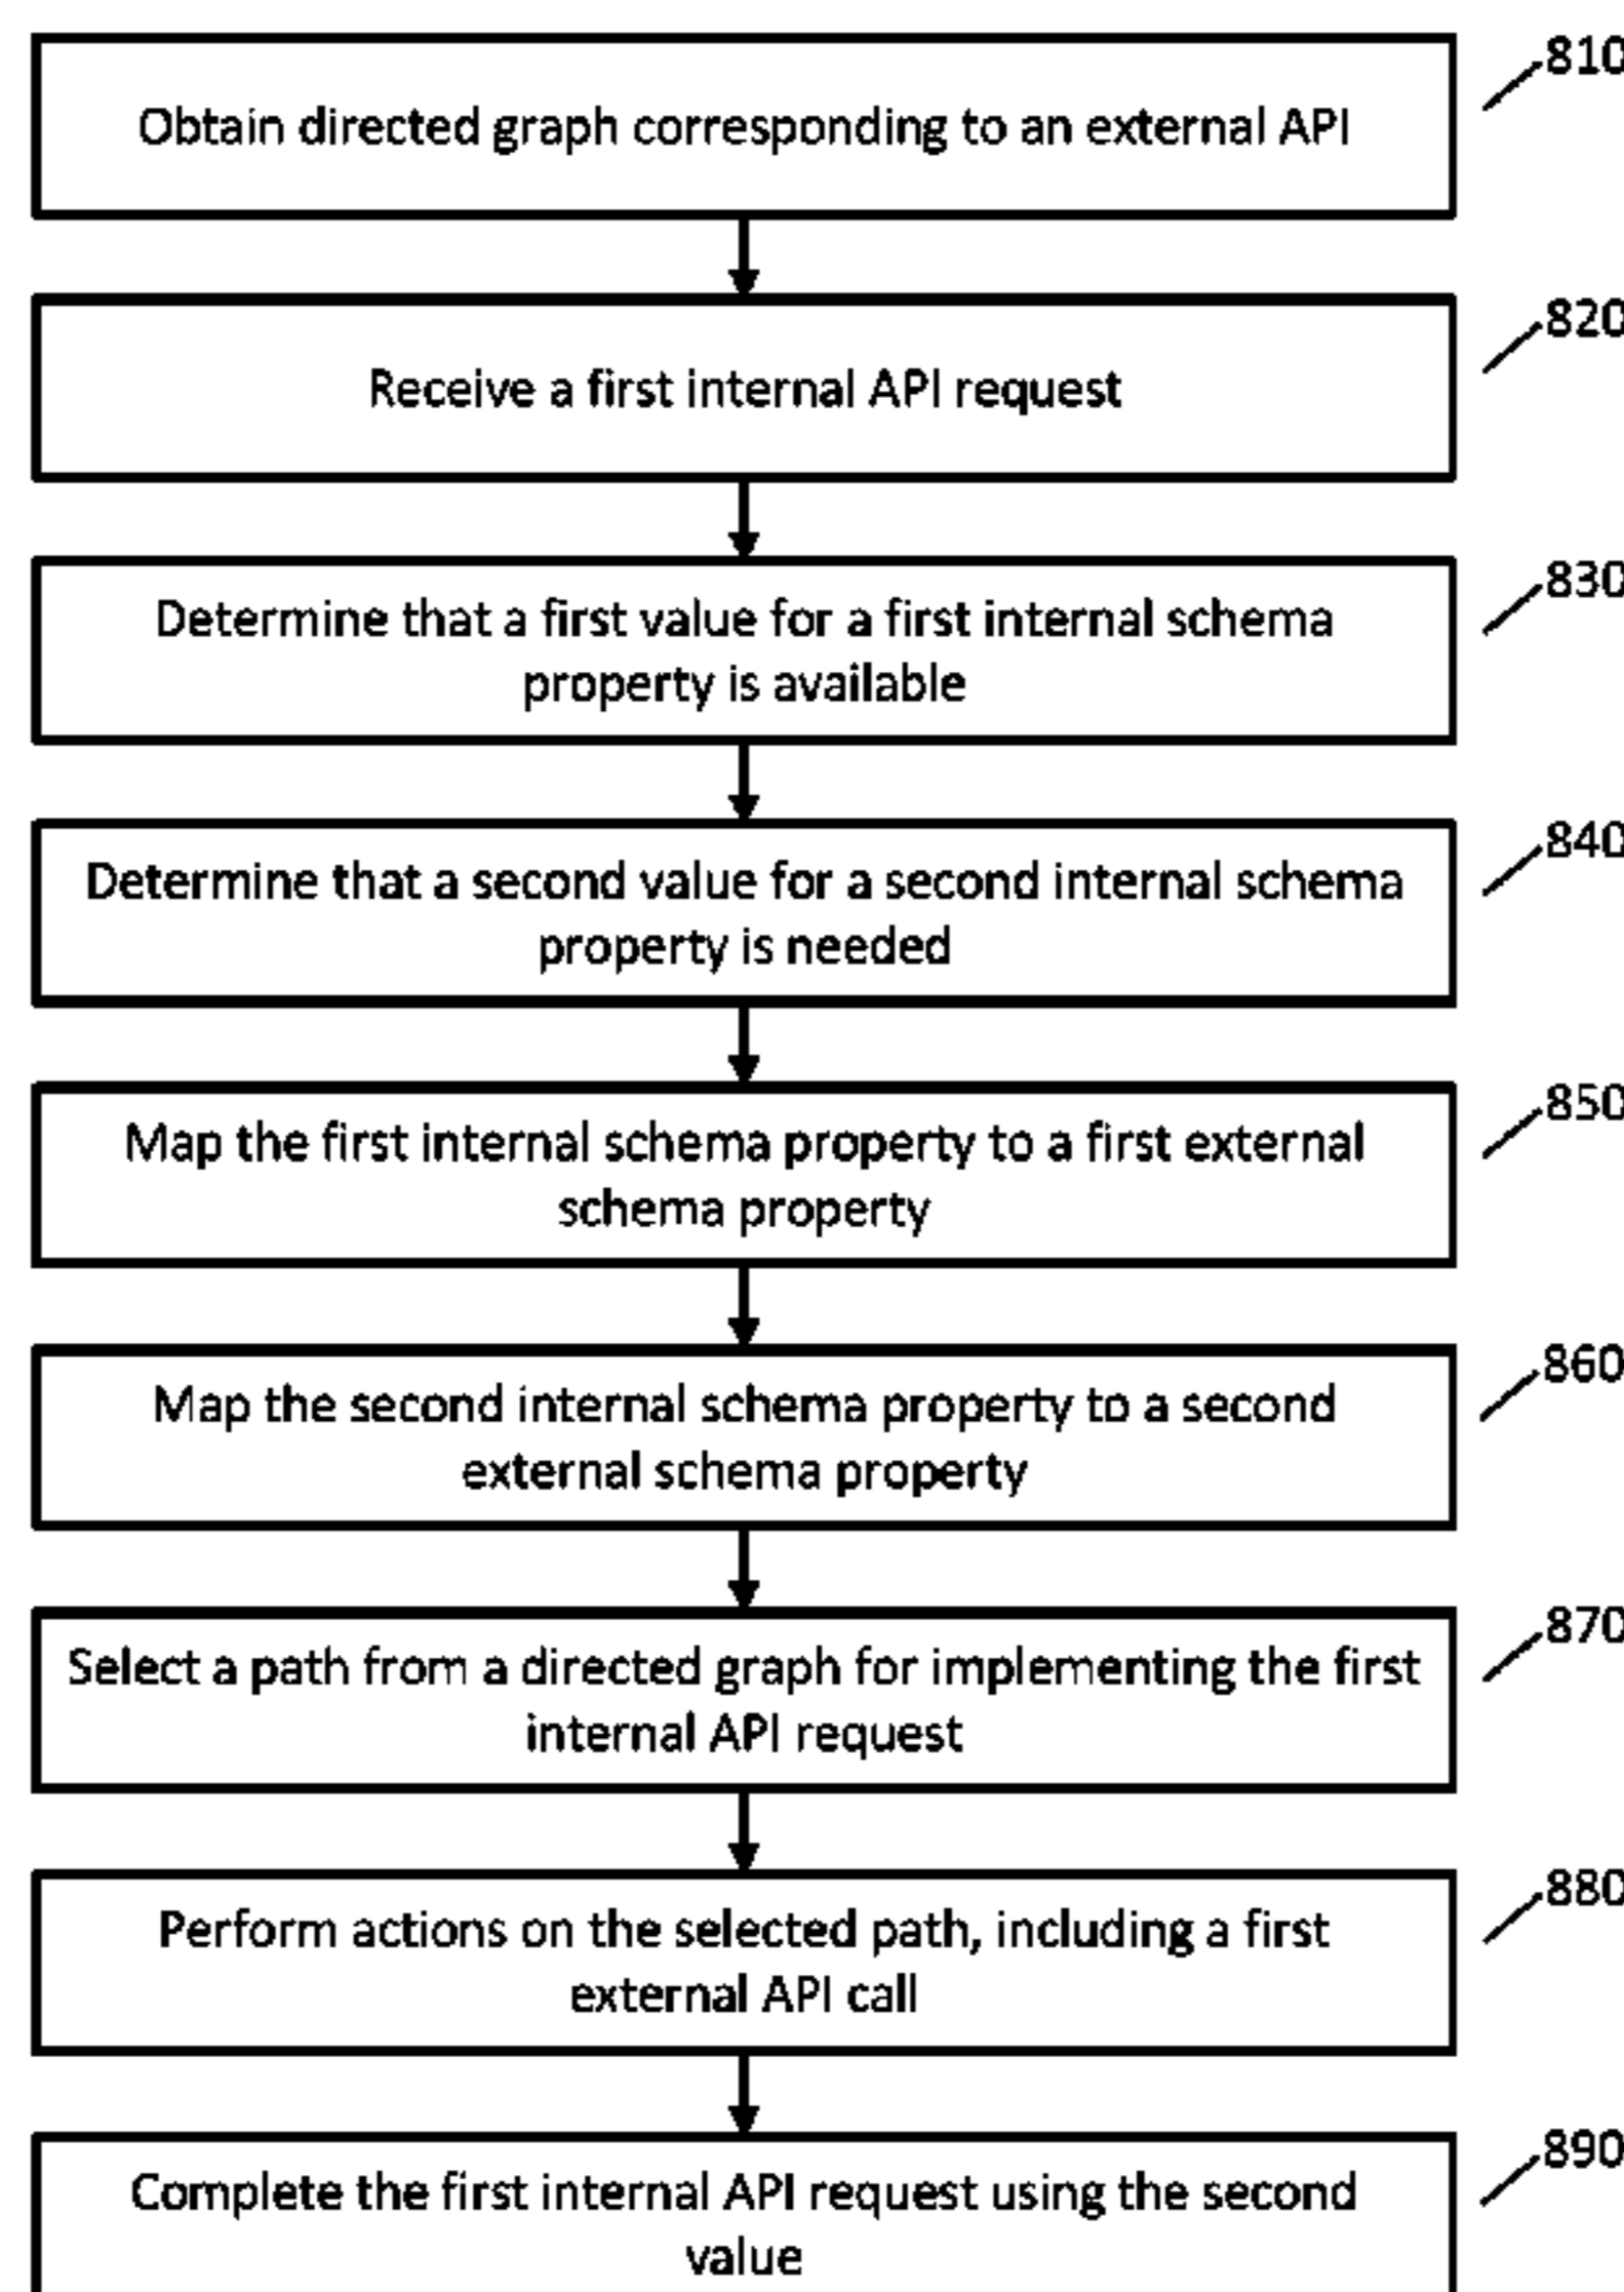 810
Obtain directed graph corresponding to an external API
820
Receive a first internal API request
830
Determine that a first value for a first internal schema
property is available
840
Determine that a second value for a second internal schema
property is needed
850
Map the first internal schema property to a first external
schema property
860
Map the second internal schema property to a second
external schema property
870
Select a path from a directed graph for implementing the first
internal API request
880
Perform actions on the selected path, including a first
external API call
890
Complete the first internal API request using the second
value